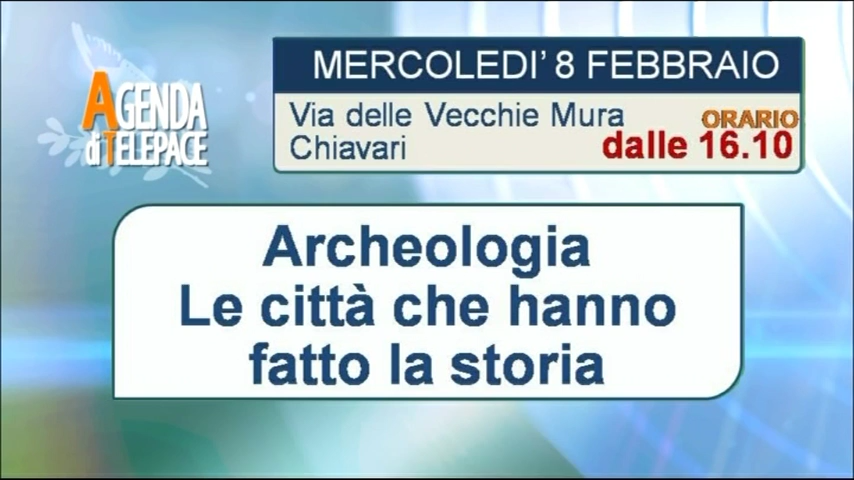 AGENDA
di TELEPACE
MERCOLEDI' 8 FEBBRAIO
Via delle Vecchie Mura
Chiavari
ORARIO
dalle 16.10
Archeologia
Le città che hanno
fatto la storia